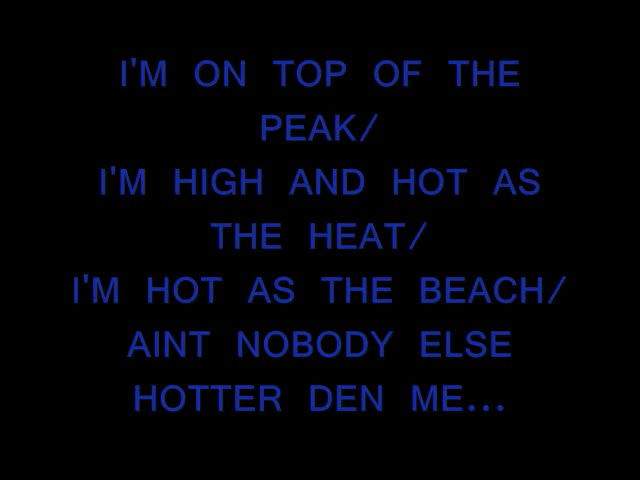 I'M ON TOP OF THE
PEAK/
I'M HIGH AND HOT AS
THE HEAT/
I'M HOT AS THE BEACH/
AINT NOBODY ELSE
HOTTER DEN ME...